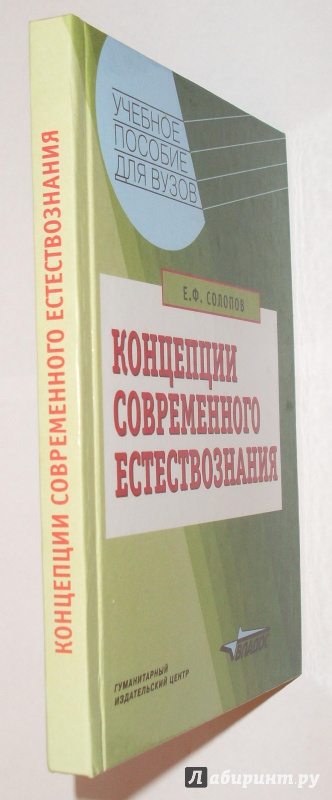 КОНЦЕПЦИИ СОВРЕМЕННОГО ЕСТЕСТВОЗНАНИЯ
УЧЕБНОЕ
ПОСОБИЕ
ДЛЯ ВУЗОВ
Е.Ф. СОЛОПОВ
КОНЦЕПЦИИ
СОВРЕМЕННОГО
ЕСТЕСТВОЗНАНИЯ
ВЛАДОС
ГУМАНИТАРНЫЙ
ИЗДАТЕЛЬСКИЙ ЦЕНТР
Лабиринт.ру